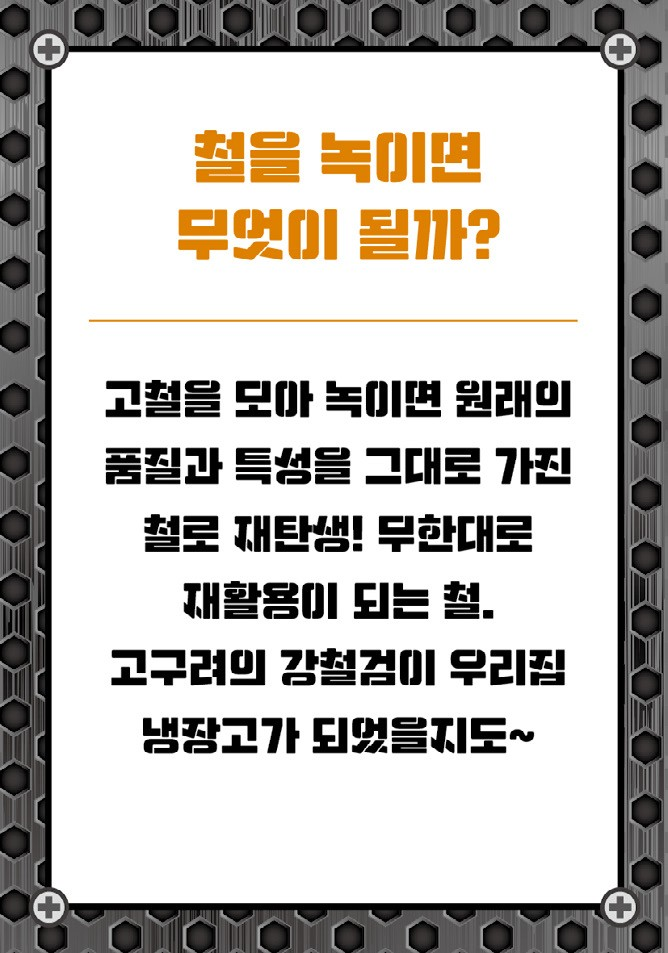 철을 녹이면
무엇이 될까?
고철을 모아 녹이면 원래의
품질과 특성을 그대로 가진
철로 재탄생! 무한대로
재활용이 되는 철.
고구려의 강철검이 우리집
냉장고가 되었을지도~